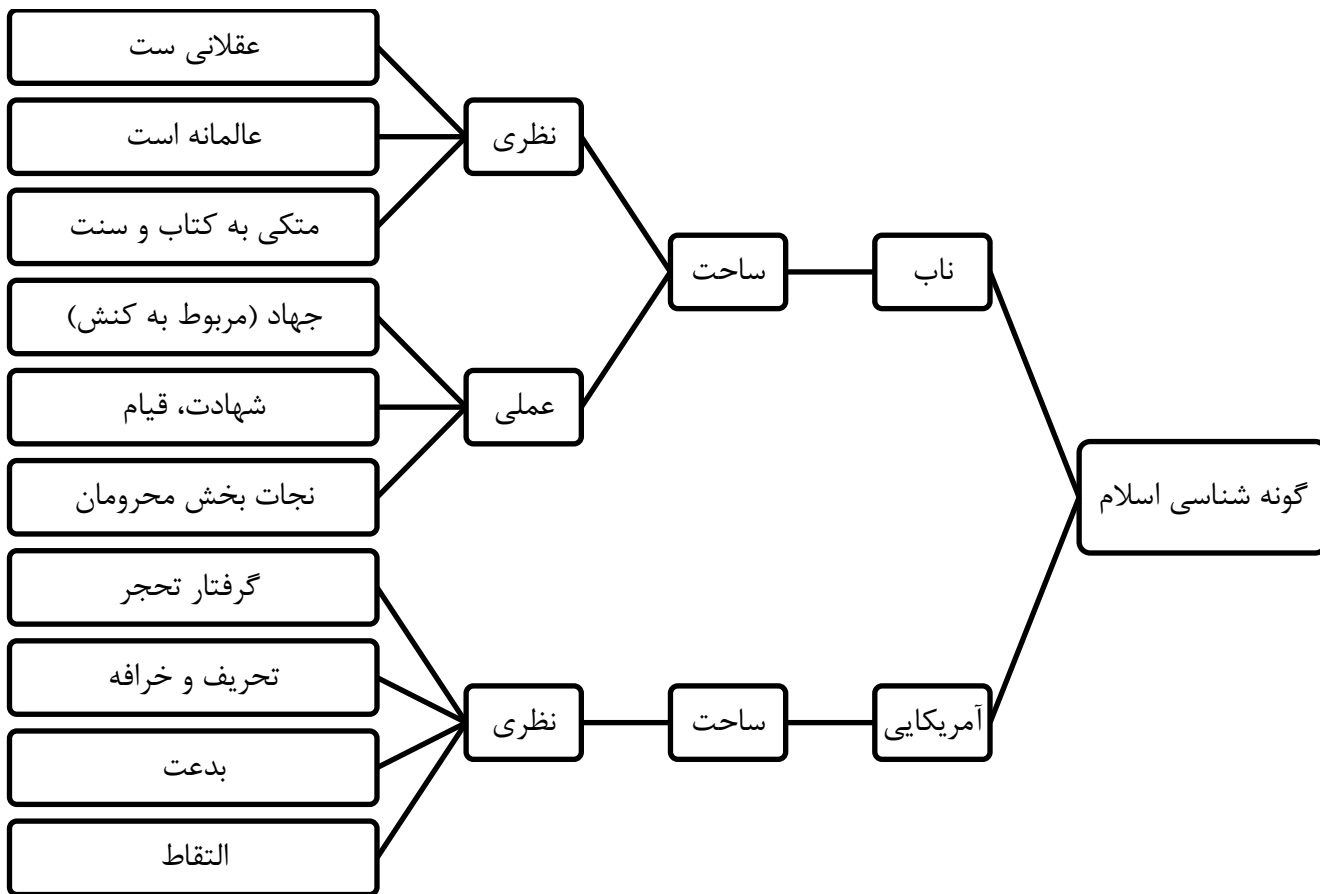 گونه شناسی اسلام
ناب
ساحت
نظری
عقلانی ست
عالمانه است
متکی به کتاب و سنت
عملی
جهاد (مربوط به کنش)
شهادت، قیام
نجات بخش محرومان
آمریکایی
ساحت
نظری
گرفتار تحجر
تحریف و خرافه
بدعت
التقاط